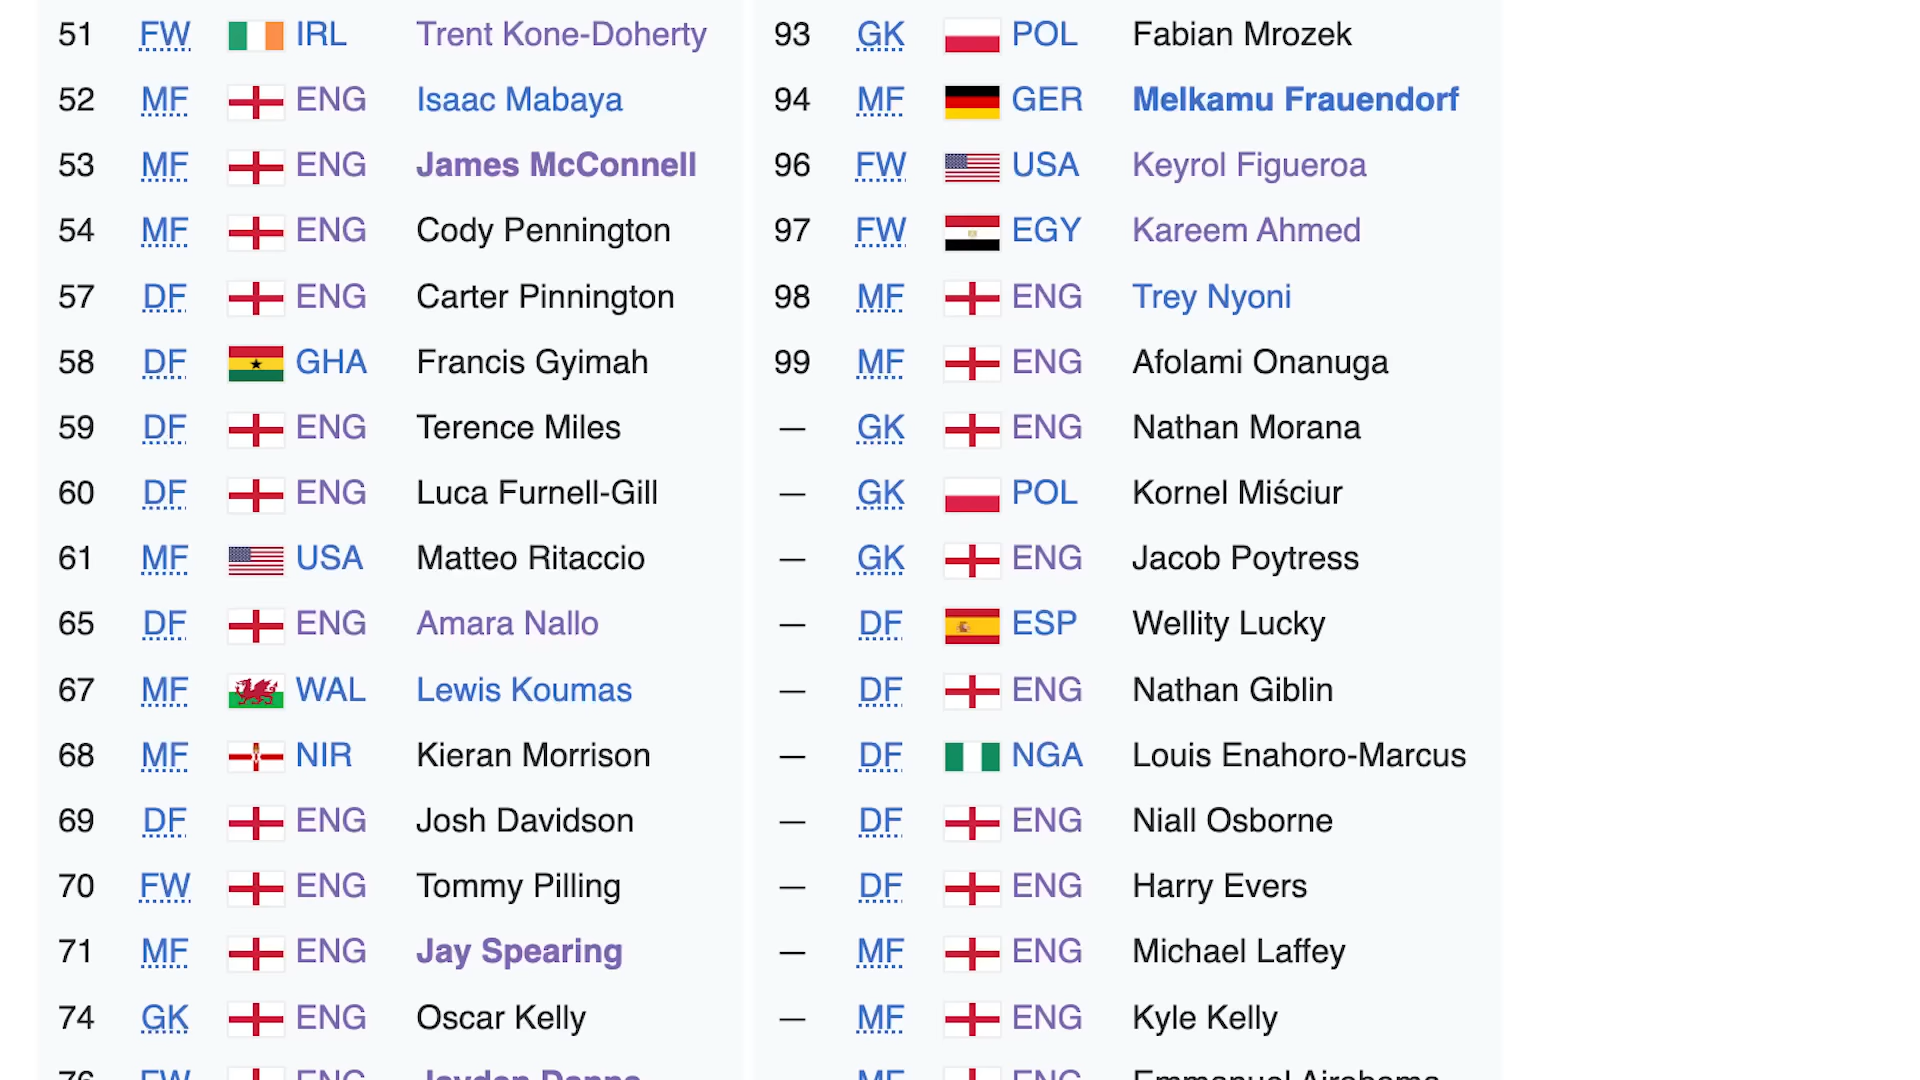 51 FW IRL Trent Kone-Doherty
52 MF ENG Isaac Mabaya
53 MF ENG James McConnell
54 MF ENG Cody Pennington
57 DF ENG Carter Pinnington
58 DF GHA Francis Gyimah
59 DF ENG Terence Miles
60 DF ENG Luca Furnell-Gill
61 MF USA Matteo Ritaccio
65 DF ENG Amara Nallo
67 MF WAL Lewis Koumas
68 MF NIR Kieran Morrison
69 DF ENG Josh Davidson
70 FW ENG Tommy Pilling
71 MF ENG Jay Spearing
74 GK ENG Oscar Kelly
93 GK POL Fabian Mrozek
94 MF GER Melkamu Frauendorf
96 FW USA Keyrol Figueroa
97 FW EGY Kareem Ahmed
98 MF ENG Trey Nyoni
99 MF ENG Afolami Onanuga
— GK ENG Nathan Morana
— GK POL Kornel Miściur
— GK ENG Jacob Poytress
— DF ESP Wellity Lucky
— DF ENG Nathan Giblin
— DF NGA Louis Enahoro-Marcus
— DF ENG Niall Osborne
— DF ENG Harry Evers
— MF ENG Michael Laffey
— MF ENG Kyle Kelly